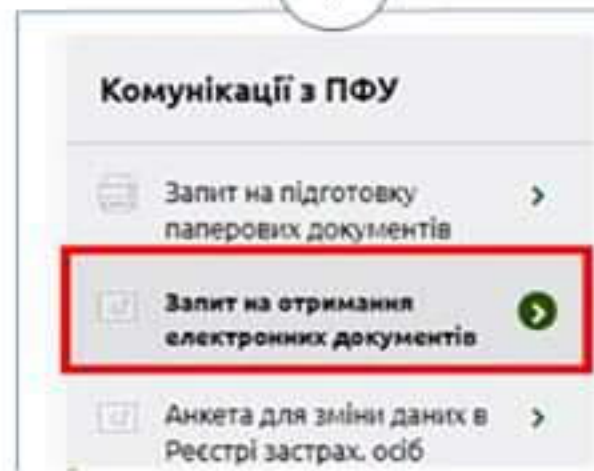 Комунікації з ПФУ
Запит на підготовку
паперових документів
Запит на отримання
електронних документів
Анкета для зміни даних в
Реєстрі застрах. осіб